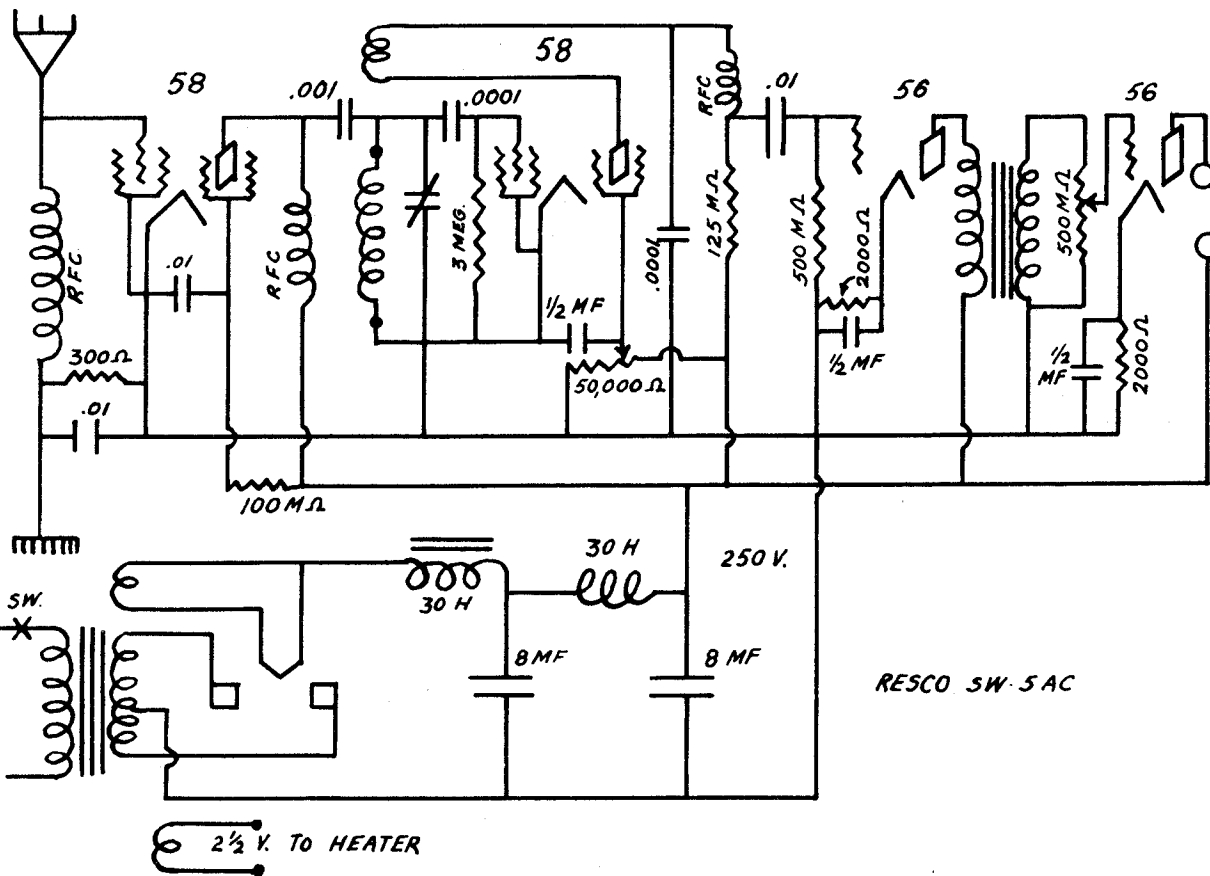 58
58
.001
.0001
RFC
.01
56
56
RFC
.01
RFC
3 MEG.
.0001
125 MΩ
500 MΩ
2000Ω
500 MΩ
300Ω
.01
½ MF
50,000Ω
½ MF
½ MF
2000Ω
100 MΩ
SW.
30 H
30 H
250 V.
8 MF
8 MF
RESCO SW-5 AC
2½ V. TO HEATER